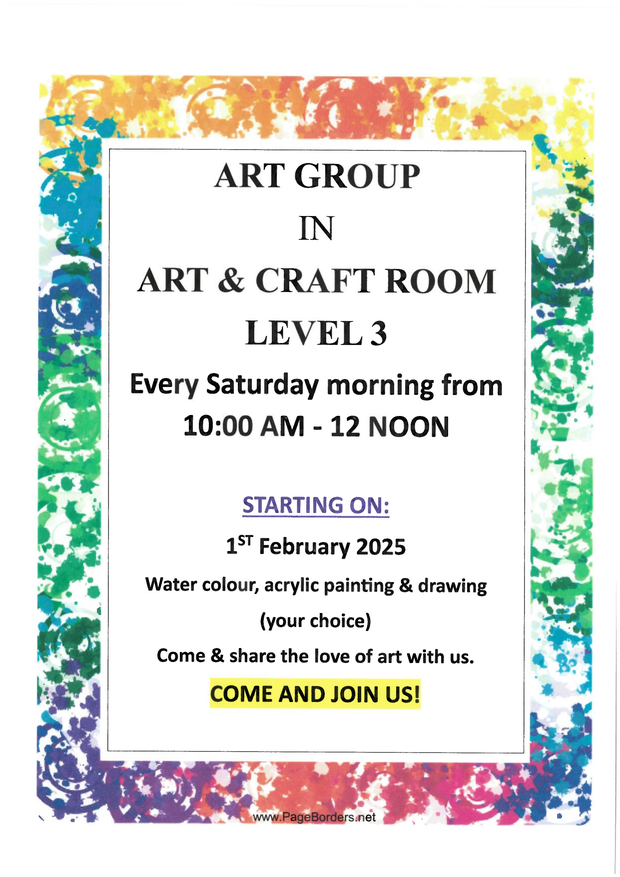 ART GROUP
IN
ART & CRAFT ROOM
LEVEL 3
Every Saturday morning from
10:00 AM - 12 NOON
STARTING ON:
1ST February 2025
Water colour, acrylic painting & drawing
(your choice)
Come & share the love of art with us.
COME AND JOIN US!
www.PageBorders.net